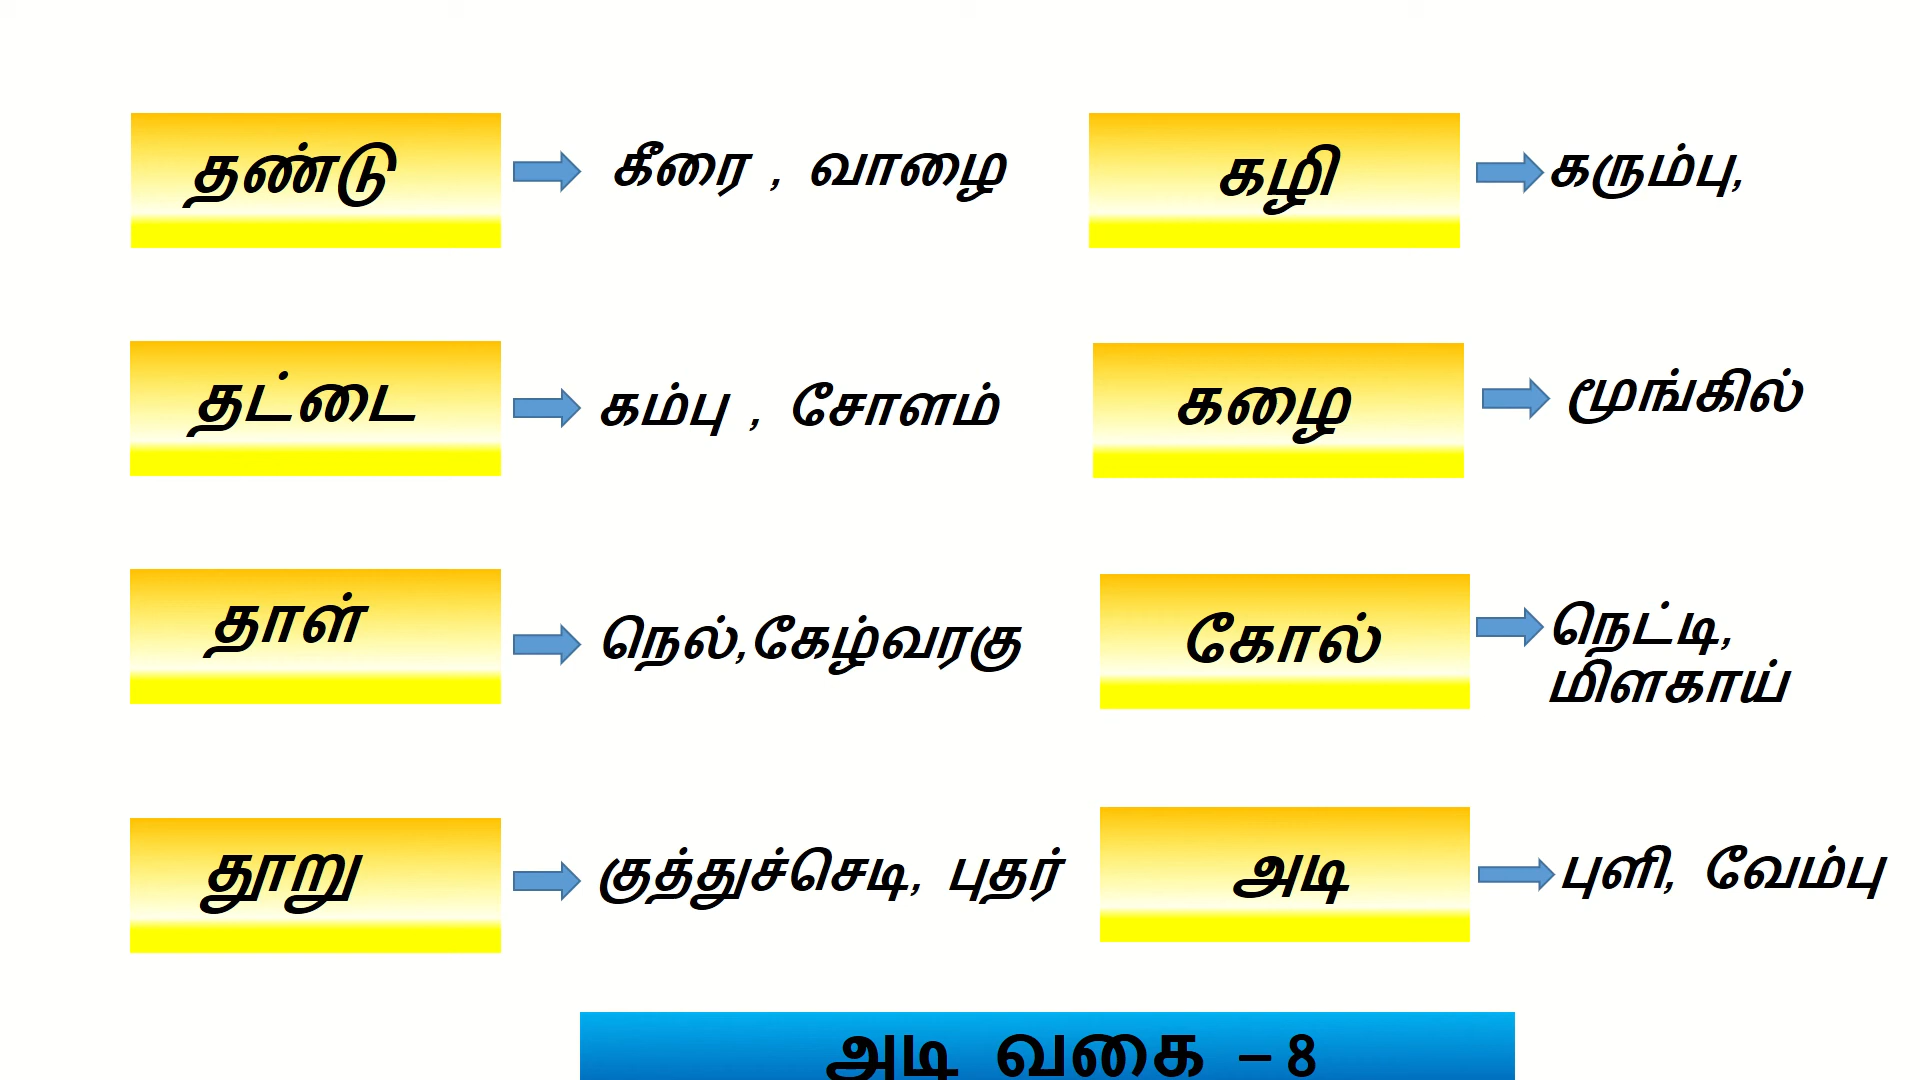 தண்டு
கீரை , வாழை
கழி
கரும்பு,
தட்டை
கம்பு , சோளம்
கழை
மூங்கில்
தாள்
நெல்,கேழ்வரகு
கோல்
நெட்டி,
மிளகாய்
தூறு
குத்துச்செடி, புதர்
அடி
புளி, வேம்பு
அடி வகை – 8